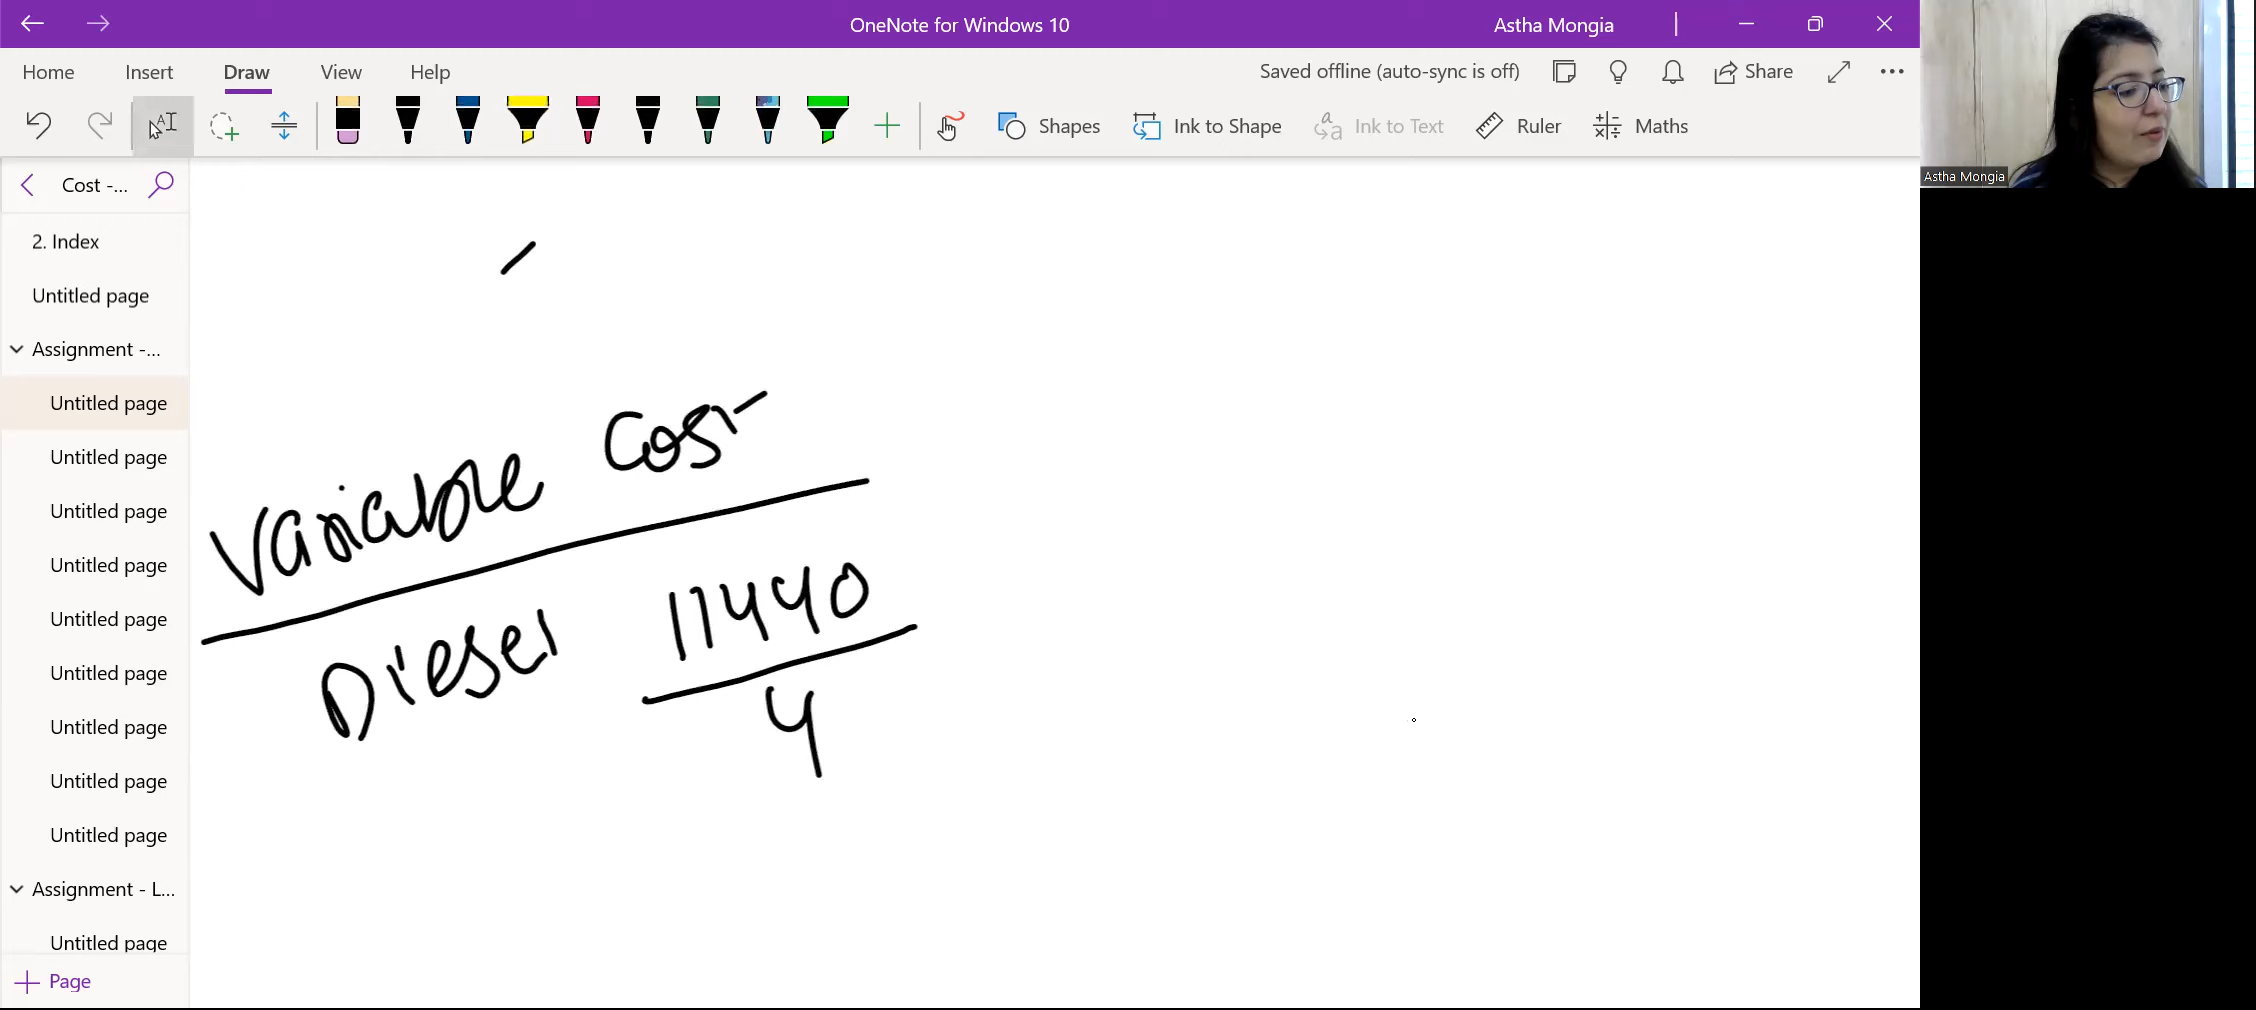 OneNote for Windows 10
Astha Mongia
Home Insert Draw View Help
Saved offline (auto-sync is off)
Share
Shapes
Ink to Shape
Ink to Text
Ruler
Maths
Astha Mongia
Cost -...
2. Index
Untitled page
Assignment -...
Untitled page
Untitled page
Untitled page
Untitled page
Untitled page
Untitled page
Untitled page
Untitled page
Untitled page
Assignment - L...
Untitled page
Page
Variable Cost
Diesel 11440
4